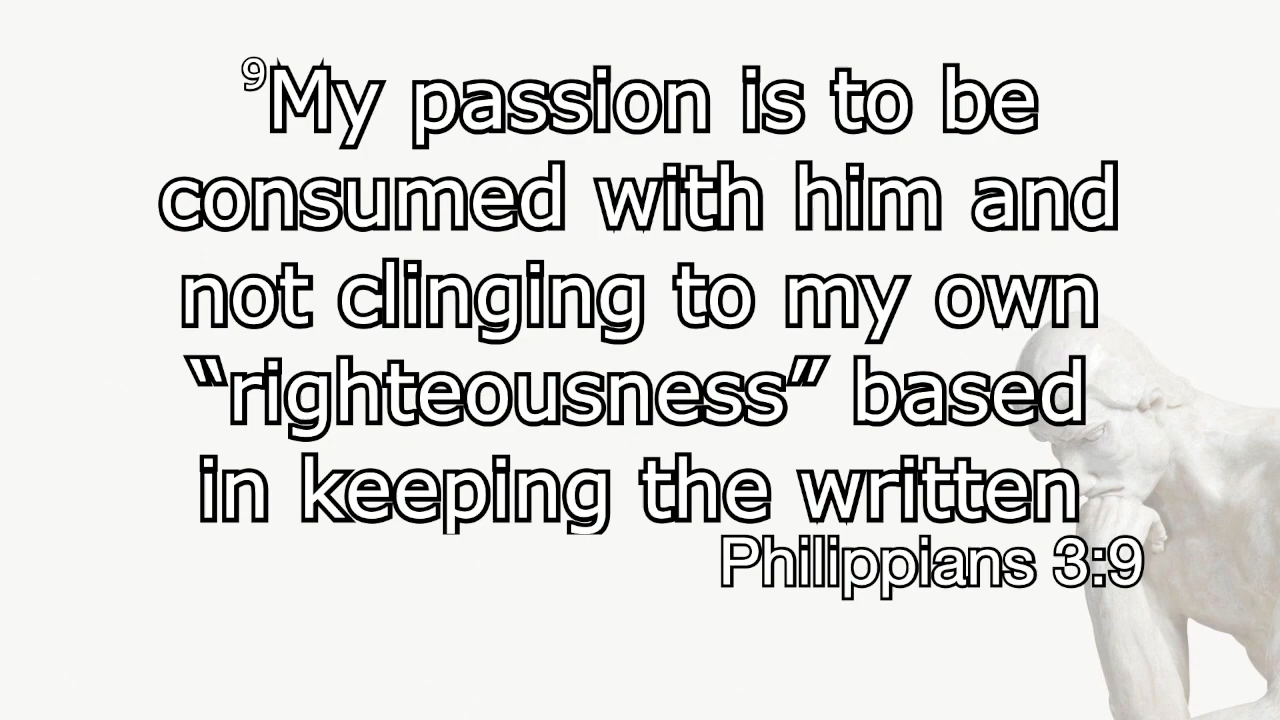 9My passion is to be
consumed with him and
not clinging to my own
“righteousness” based
in keeping the written
Philippians 3:9